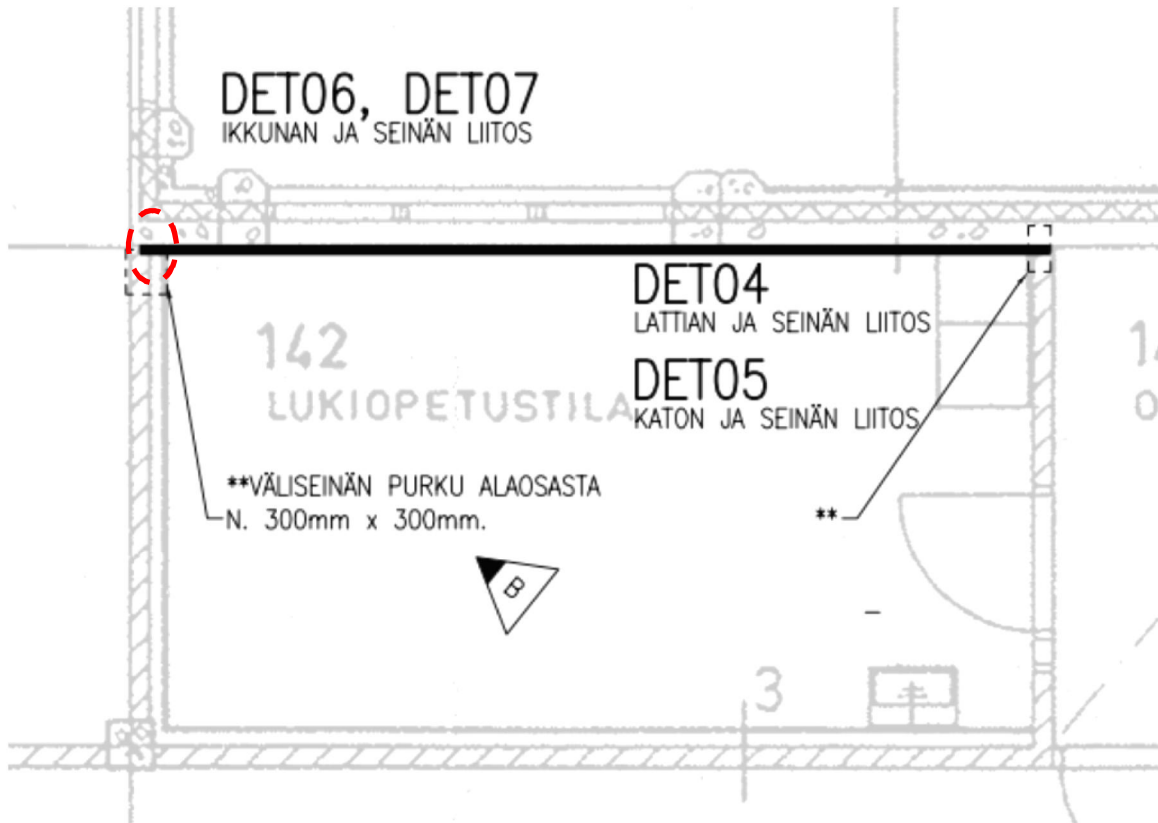 DET06, DET07
IKKUNAN JA SEINÄN LIITOS
DET04
LATTIAN JA SEINÄN LIITOS
142
LUKIOPETUSTILA
DET05
KATON JA SEINÄN LIITOS
**VÄLISEINÄN PURKU ALAOSASTA
N. 300mm x 300mm.
**
B
3